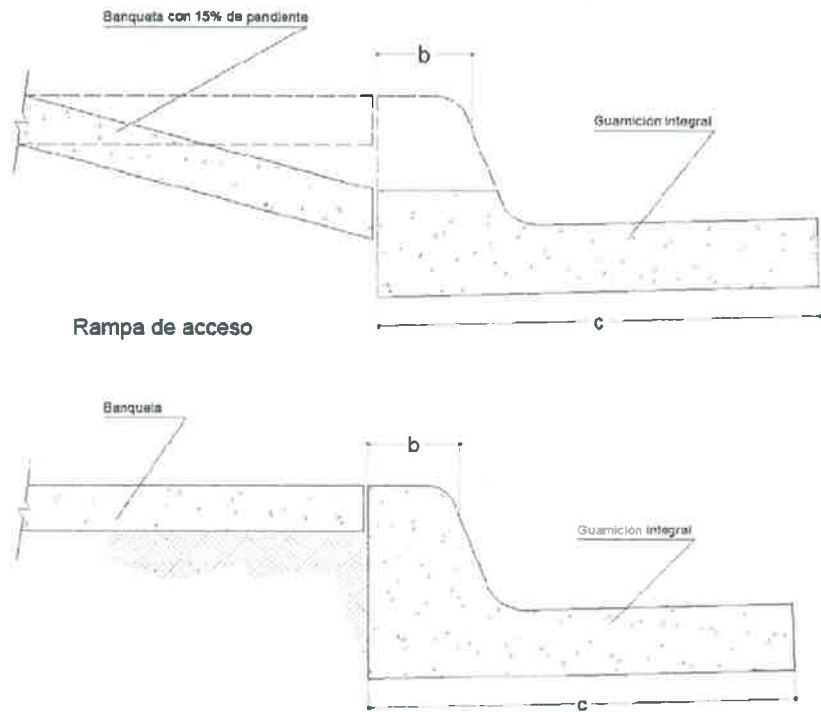 Banqueta con 15% de pendiente
b
Guarnición integral
c
Rampa de acceso
Banqueta
b
Guarnición integral
c